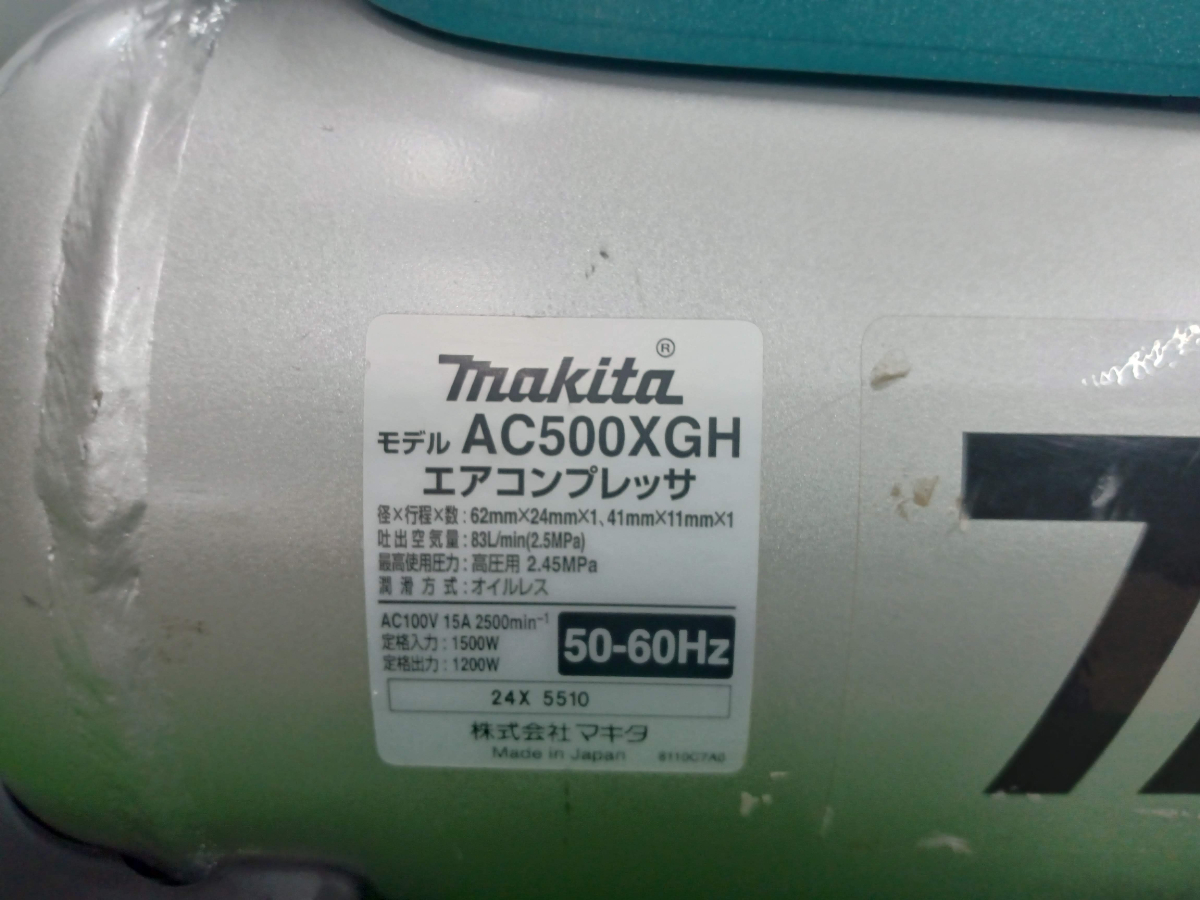 makita®
モデル AC500XGH
エアコンプレッサ
径×行程×数:62mm×24mm×1、41mm×11mm×1
吐出空気量:83L/min(2.5MPa)
最高使用圧力:高圧用 2.45MPa
潤滑方式:オイルレス
AC100V 15A 2500min⁻¹
定格入力:1500W
定格出力:1200W
50-60Hz
24X 5510
株式会社マキタ
Made in Japan 8110C7A0
7